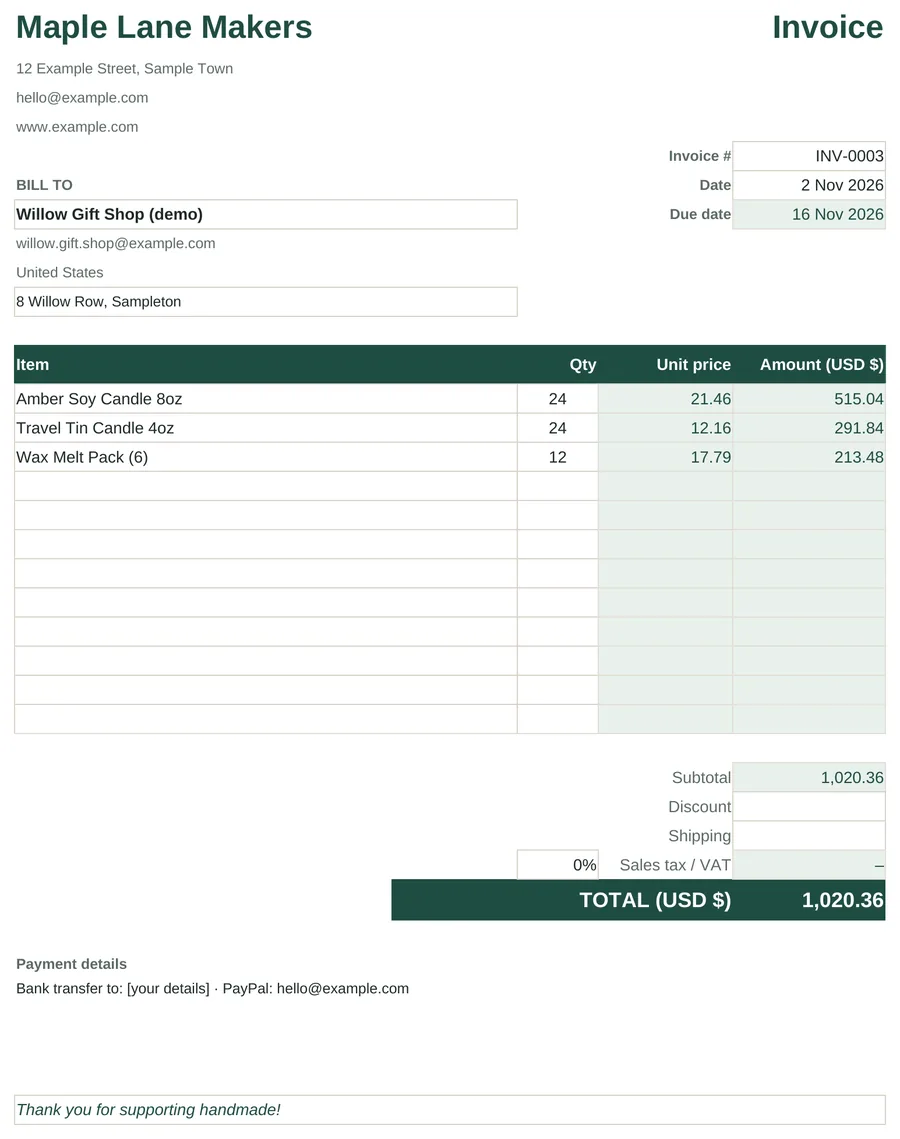 Maple Lane Makers
Invoice
12 Example Street, Sample Town
hello@example.com
www.example.com
Invoice # INV-0003
BILL TO
Date 2 Nov 2026
Willow Gift Shop (demo)
Due date 16 Nov 2026
willow.gift.shop@example.com
United States
8 Willow Row, Sampleton
Item Qty Unit price Amount (USD $)
Amber Soy Candle 8oz 24 21.46 515.04
Travel Tin Candle 4oz 24 12.16 291.84
Wax Melt Pack (6) 12 17.79 213.48
Subtotal 1,020.36
Discount
Shipping
0% Sales tax / VAT –
TOTAL (USD $) 1,020.36
Payment details
Bank transfer to: [your details] · PayPal: hello@example.com
Thank you for supporting handmade!